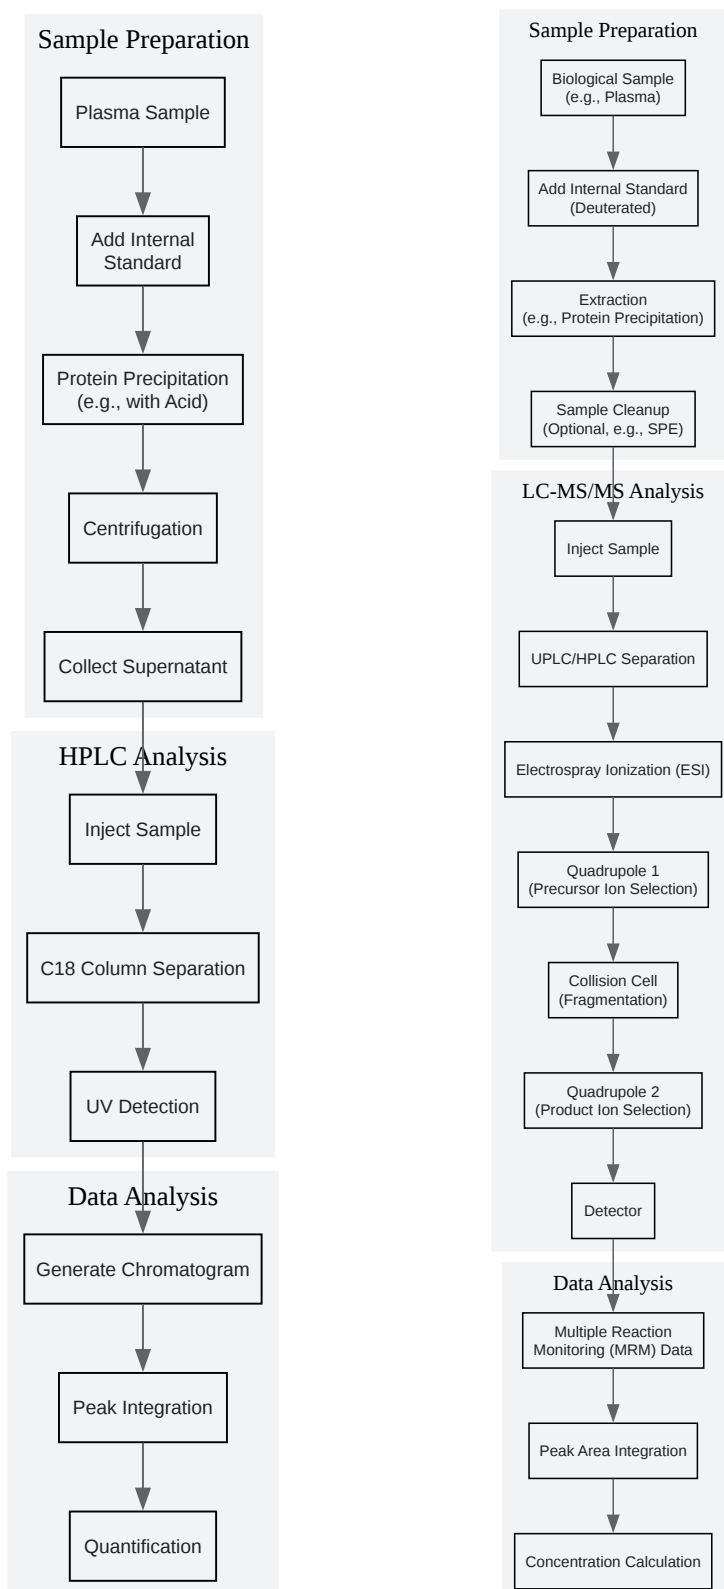 Sample Preparation
Plasma Sample
Add Internal
Standard
Protein Precipitation
(e.g., with Acid)
Centrifugation
Collect Supernatant
HPLC Analysis
Inject Sample
C18 Column Separation
UV Detection
Data Analysis
Generate Chromatogram
Peak Integration
Quantification
Sample Preparation
Biological Sample
(e.g., Plasma)
Add Internal Standard
(Deuterated)
Extraction
(e.g., Protein Precipitation)
Sample Cleanup
(Optional, e.g., SPE)
LC-MS/MS Analysis
Inject Sample
UPLC/HPLC Separation
Electrospray Ionization (ESI)
Quadrupole 1
(Precursor Ion Selection)
Collision Cell
(Fragmentation)
Quadrupole 2
(Product Ion Selection)
Detector
Data Analysis
Multiple Reaction
Monitoring (MRM) Data
Peak Area Integration
Concentration Calculation